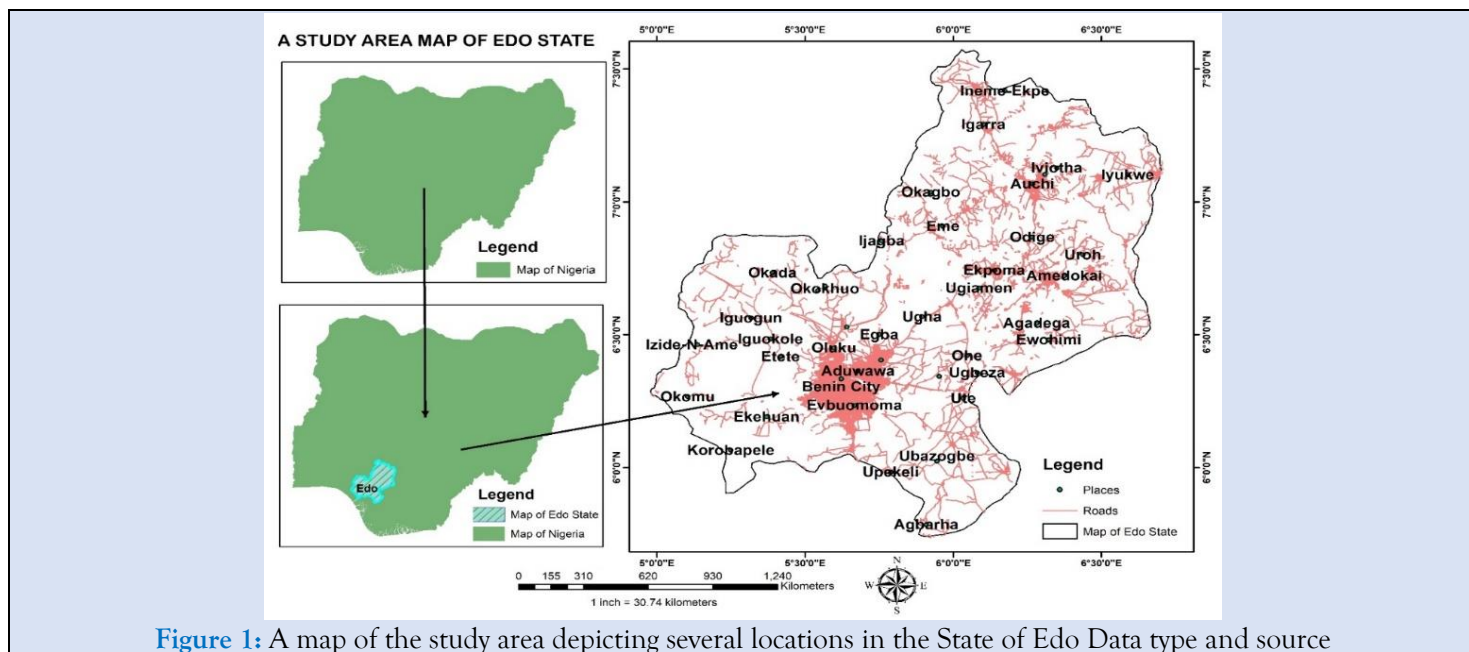 A STUDY AREA MAP OF EDO STATE
Legend
Map of Nigeria
Edo
Legend
Map of Edo State
Map of Nigeria
5°0'0"E 5°30'0"E 6°0'0"E 6°30'0"E
7°30'0"N
7°0'0"N
6°30'0"N
6°0'0"N
7°30'0"N
7°0'0"N
6°30'0"N
6°0'0"N
Ineme-Ekpe
Igarra
Ivjotha
Auchi
Iyukwe
Okagbo
Eme
Ijagba
Odige
Uroh
Okada
Ekpoma
Amedokai
Okokhuo
Ugiamen
Iguogun
Ugha
Agadega
Egba
Iguokole
Ewohimi
Izide-N-Ame
Oluku
Etete
Ohe
Aduwawa
Ugbeza
Benin City
Okomu
Ute
Evbuomoma
Ekehuan
Korobapele
Ubazogbe
Upekeli
Agbarha
Legend
Places
Roads
Map of Edo State
5°0'0"E 5°30'0"E 6°0'0"E 6°30'0"E
0 155 310 620 930 1,240
Kilometers
1 inch = 30.74 kilometers
N
W E
S
Figure 1: A map of the study area depicting several locations in the State of Edo Data type and source